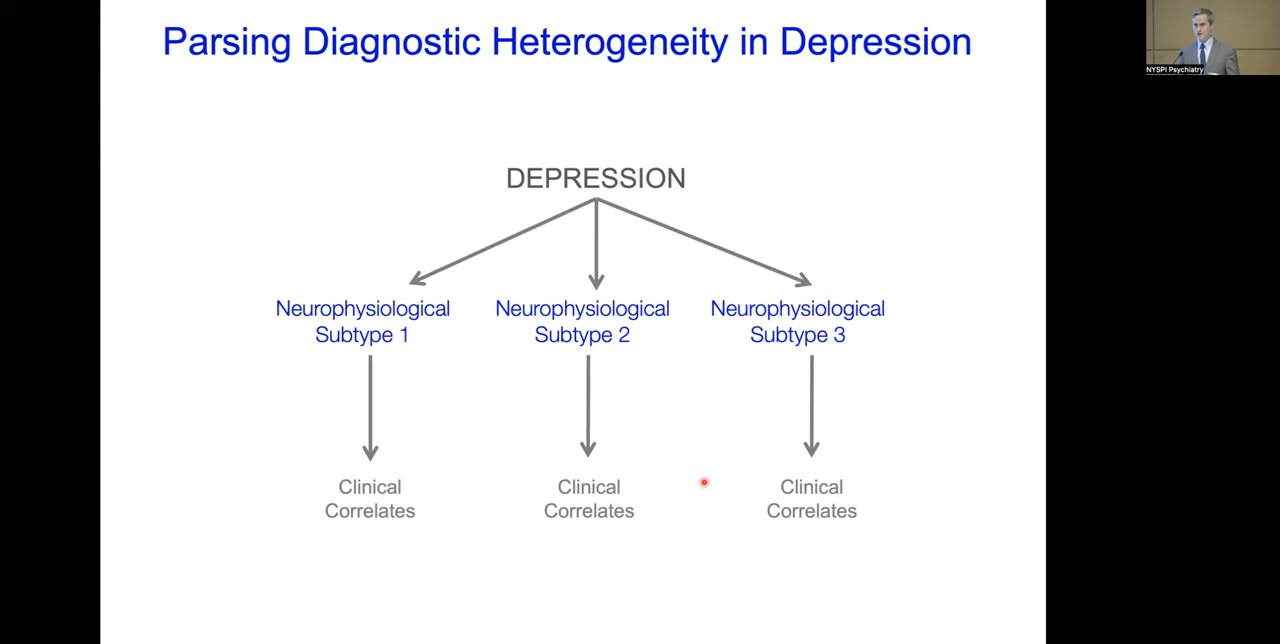 Parsing Diagnostic Heterogeneity in Depression
NYSPI Psychiatry
DEPRESSION
Neurophysiological
Subtype 1
Neurophysiological
Subtype 2
Neurophysiological
Subtype 3
Clinical
Correlates
Clinical
Correlates
Clinical
Correlates